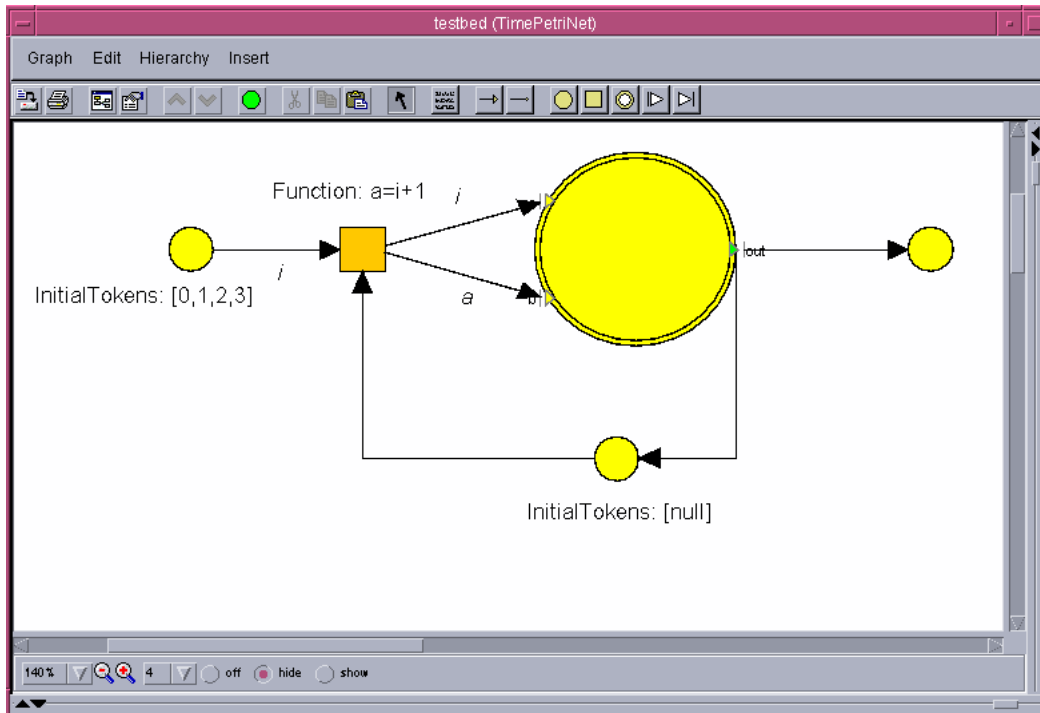 testbed (TimePetriNet)
Graph Edit Hierarchy Insert
Function: a=i+1
i
i
InitialTokens: [0,1,2,3]
a
b
out
InitialTokens: [null]
140% 4 off hide show